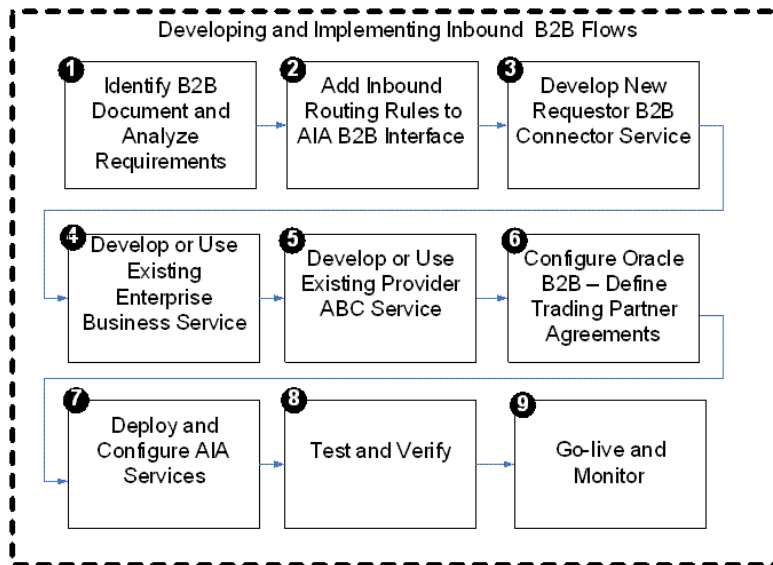 Developing and Implementing Inbound B2B Flows
1
Identify B2B
Document and
Analyze
Requirements
2
Add Inbound
Routing Rules to
AIA B2B Interface
3
Develop New
Requestor B2B
Connector Service
4
Develop or Use
Existing
Enterprise
Business Service
5
Develop or Use
Existing Provider
ABC Service
6
Configure Oracle
B2B – Define
Trading Partner
Agreements
7
Deploy and
Configure AIA
Services
8
Test and Verify
9
Go-live and
Monitor